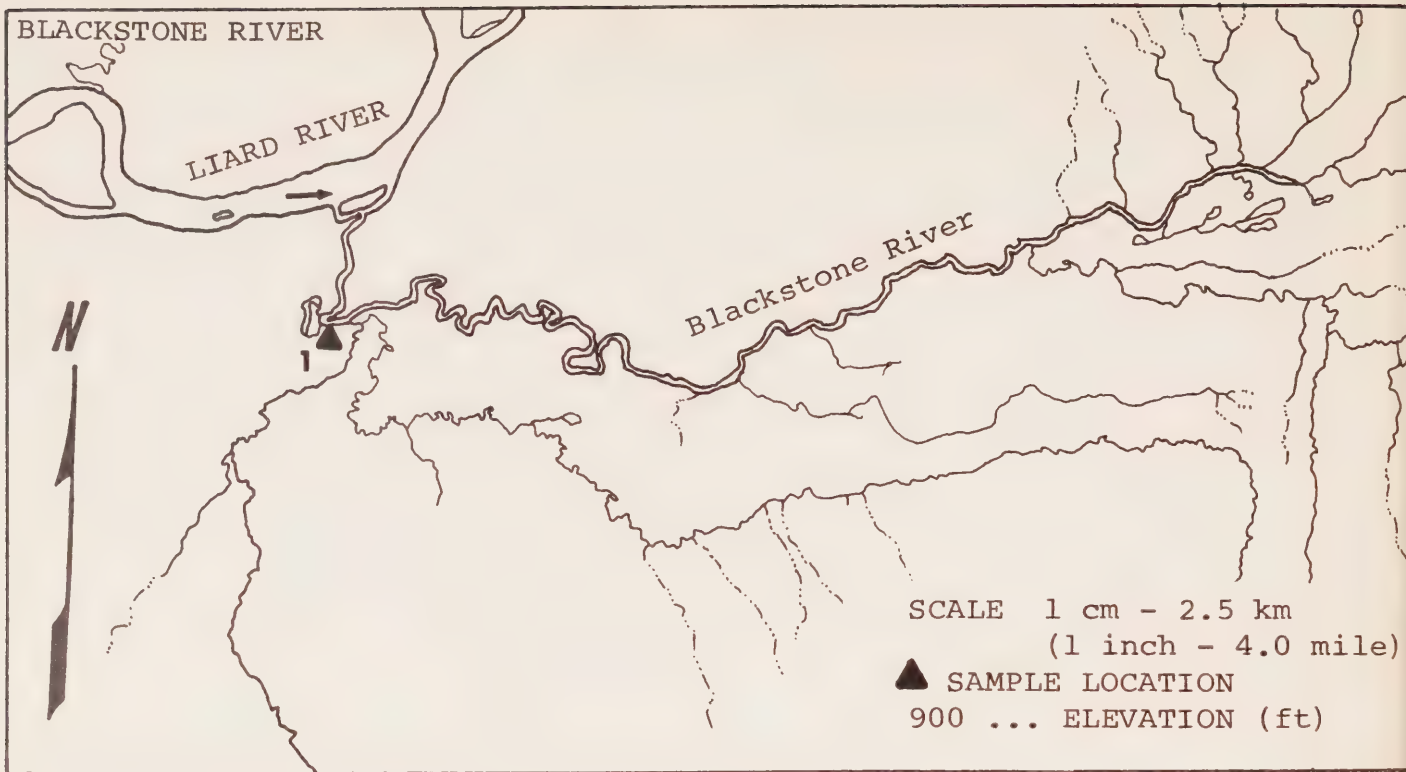 BLACKSTONE RIVER
LIARD RIVER
Blackstone River
N
1
SCALE 1 cm - 2.5 km
(1 inch - 4.0 mile)
SAMPLE LOCATION
900 ... ELEVATION (ft)